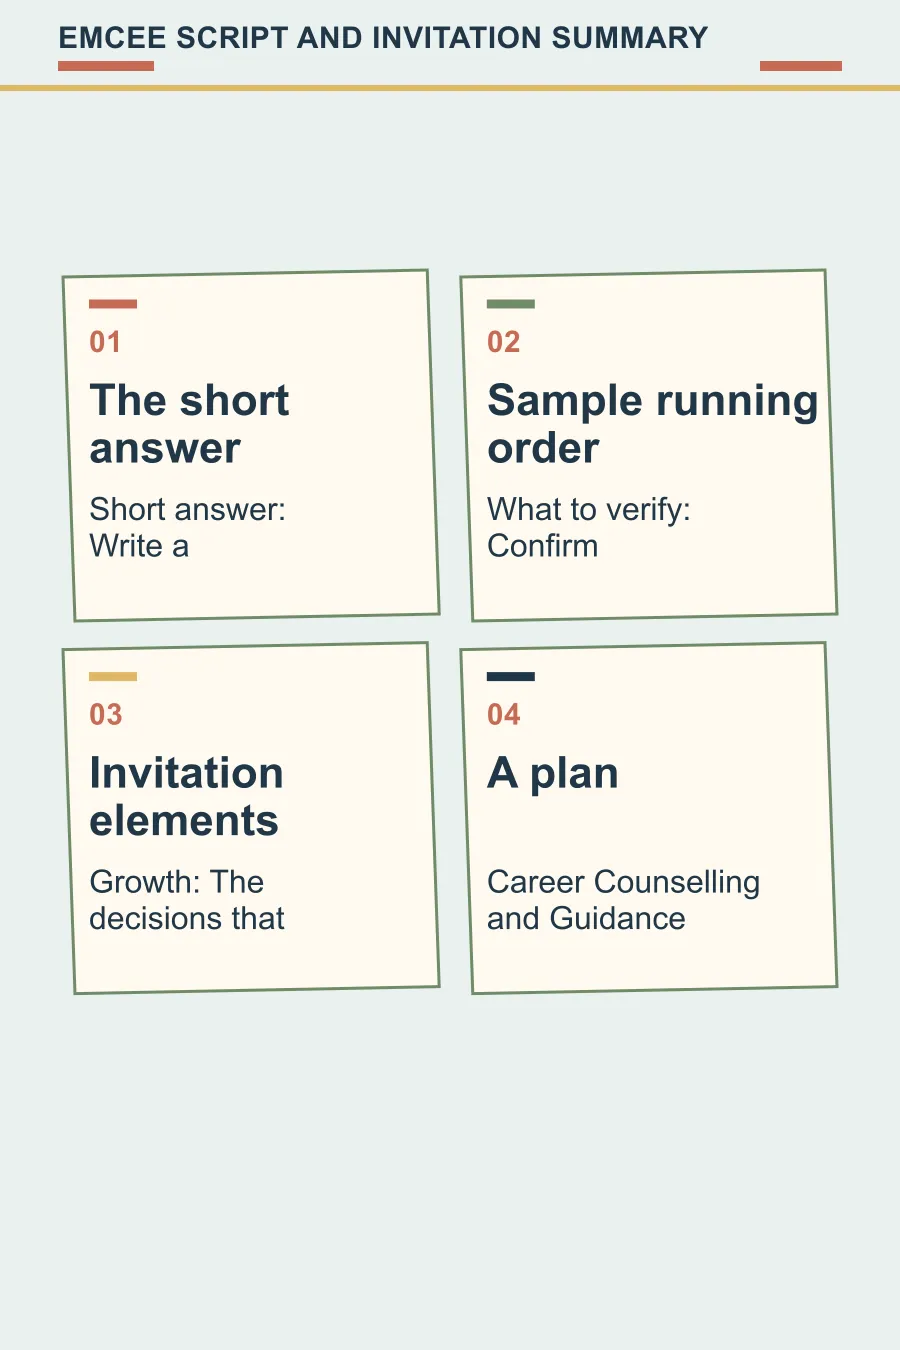 EMCEE SCRIPT AND INVITATION SUMMARY
01
The short
answer
Short answer:
Write a
02
Sample running
order
What to verify:
Confirm
03
Invitation
elements
Growth: The
decisions that
04
A plan
Career Counselling
and Guidance